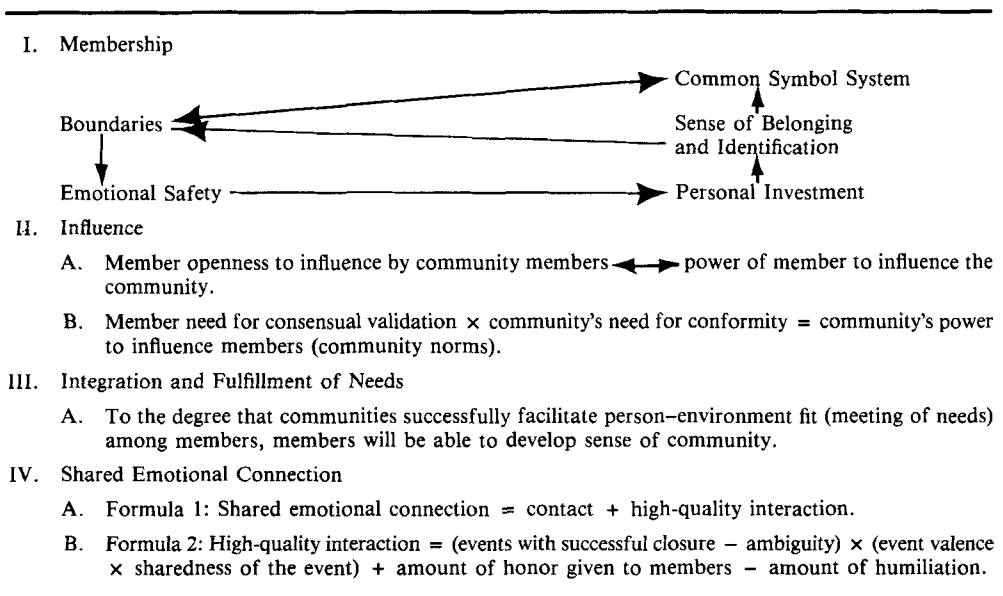 I. Membership
Common Symbol System
Boundaries
Sense of Belonging
and Identification
Emotional Safety
Personal Investment
II. Influence
A. Member openness to influence by community members power of member to influence the
community.
B. Member need for consensual validation × community's need for conformity = community's power
to influence members (community norms).
III. Integration and Fulfillment of Needs
A. To the degree that communities successfully facilitate person–environment fit (meeting of needs)
among members, members will be able to develop sense of community.
IV. Shared Emotional Connection
A. Formula 1: Shared emotional connection = contact + high-quality interaction.
B. Formula 2: High-quality interaction = (events with successful closure − ambiguity) × (event valence
× sharedness of the event) + amount of honor given to members − amount of humiliation.